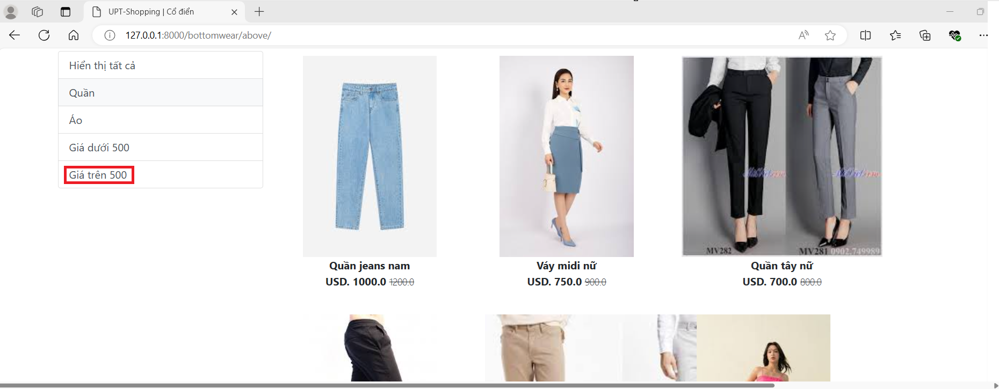 UPT-Shopping | Cổ điển
127.0.0.1:8000/bottomwear/above/
Hiển thị tất cả
Quần
Áo
Giá dưới 500
Giá trên 500
MV282
MV281 0902.749989
Quần jeans nam
USD. 1000.0 1200.0
Váy midi nữ
USD. 750.0 900.0
Quần tây nữ
USD. 700.0 800.0